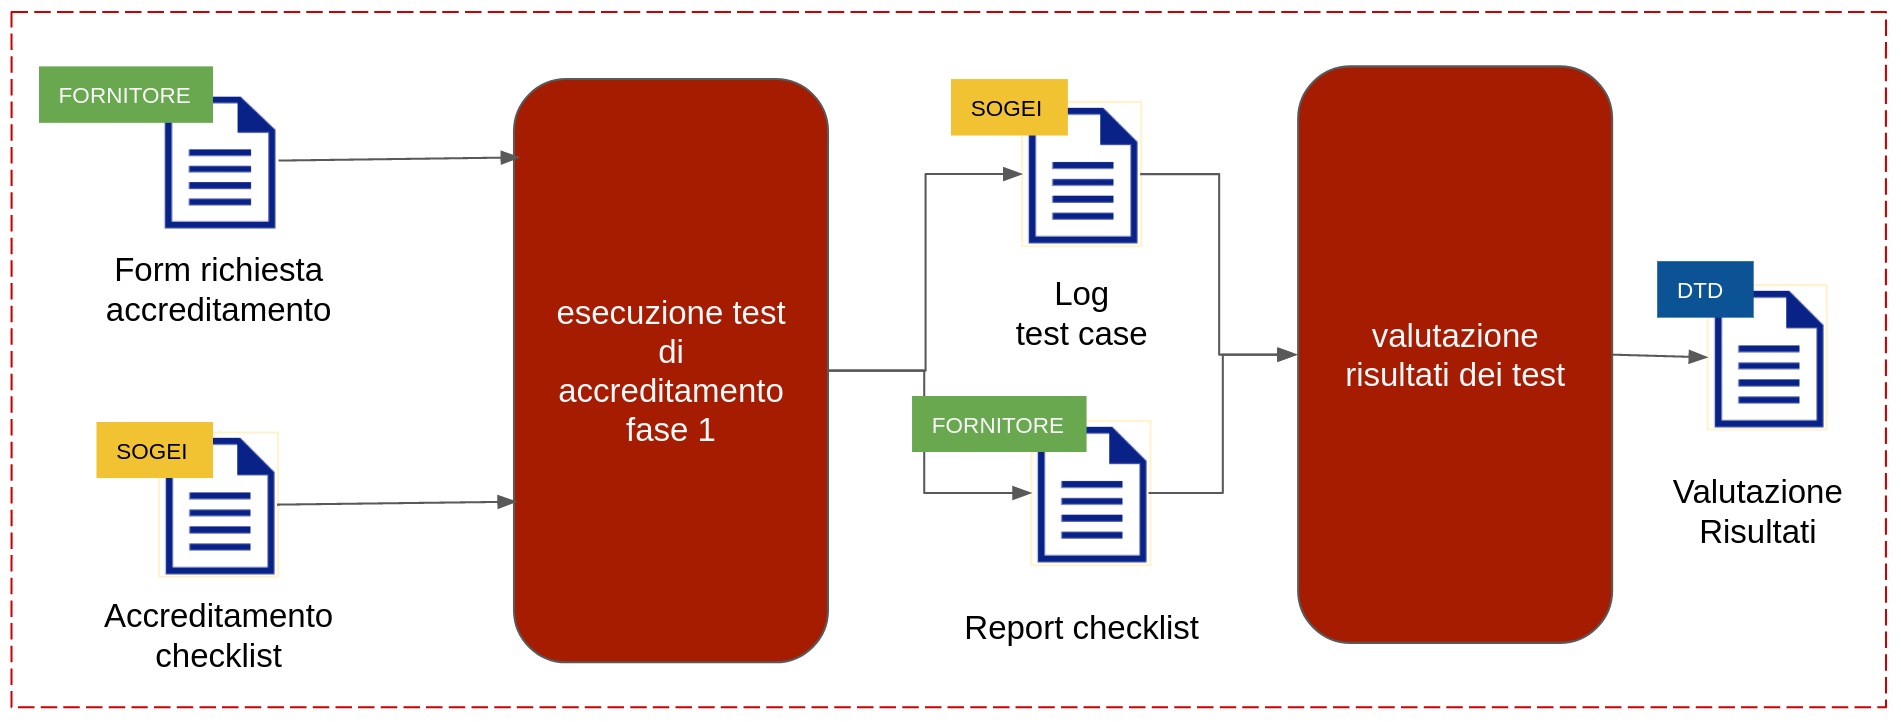 FORNITORE
Form richiesta
accreditamento
SOGEI
Accreditamento
checklist
esecuzione test
di
accreditamento
fase 1
SOGEI
Log
test case
FORNITORE
Report checklist
valutazione
risultati dei test
DTD
Valutazione
Risultati